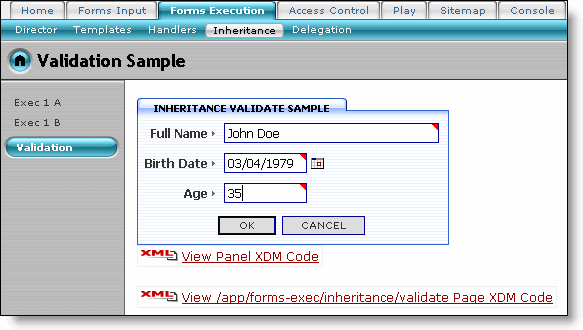 Home Forms Input Forms Execution Access Control Play Sitemap Console
Director Templates Handlers Inheritance Delegation
Validation Sample
Exec 1 A
Exec 1 B
Validation
INHERITANCE VALIDATE SAMPLE
Full Name John Doe
Birth Date 03/04/1979
Age 35
OK CANCEL
XML View Panel XDM Code
XML View /app/forms-exec/inheritance/validate Page XDM Code